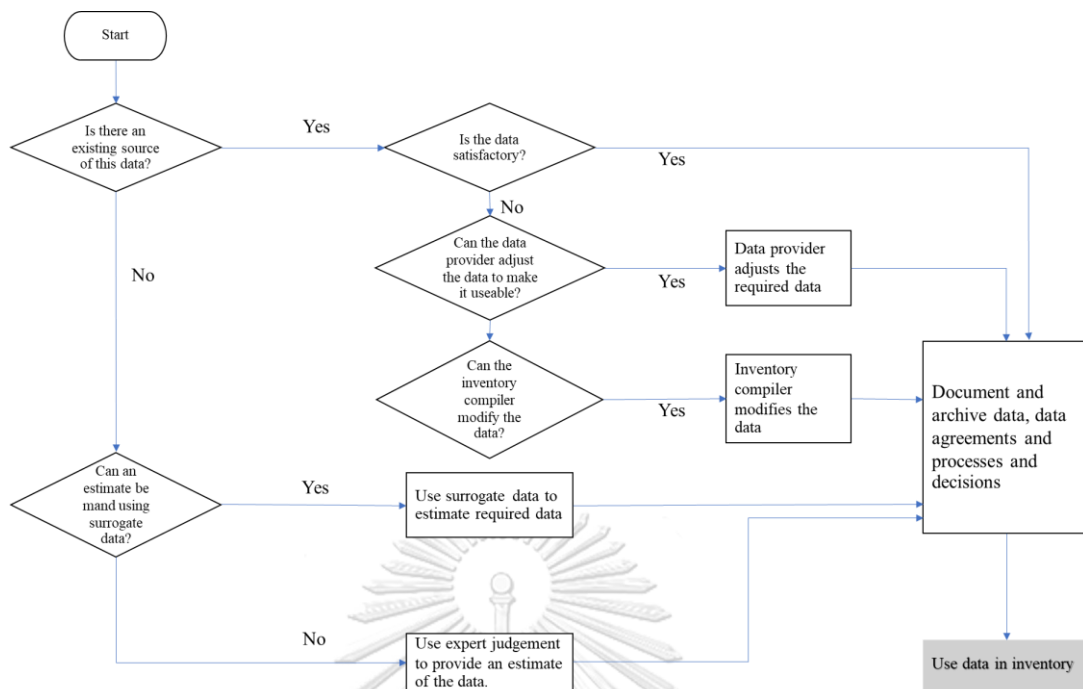 Start
Is there an
existing source
of this data?
Yes
Is the data
satisfactory?
Yes
No
No
Can the data
provider adjust
the data to make
it useable?
Yes
Data provider
adjusts the
required data
Can the
inventory
compiler
modify the
data?
Yes
Inventory
compiler
modifies the
data
Document and
archive data, data
agreements and
processes and
decisions
Can an
estimate be
mand using
surrogate
data?
Yes
Use surrogate data to
estimate required data
No
Use expert judgement
to provide an estimate
of the data.
Use data in inventory